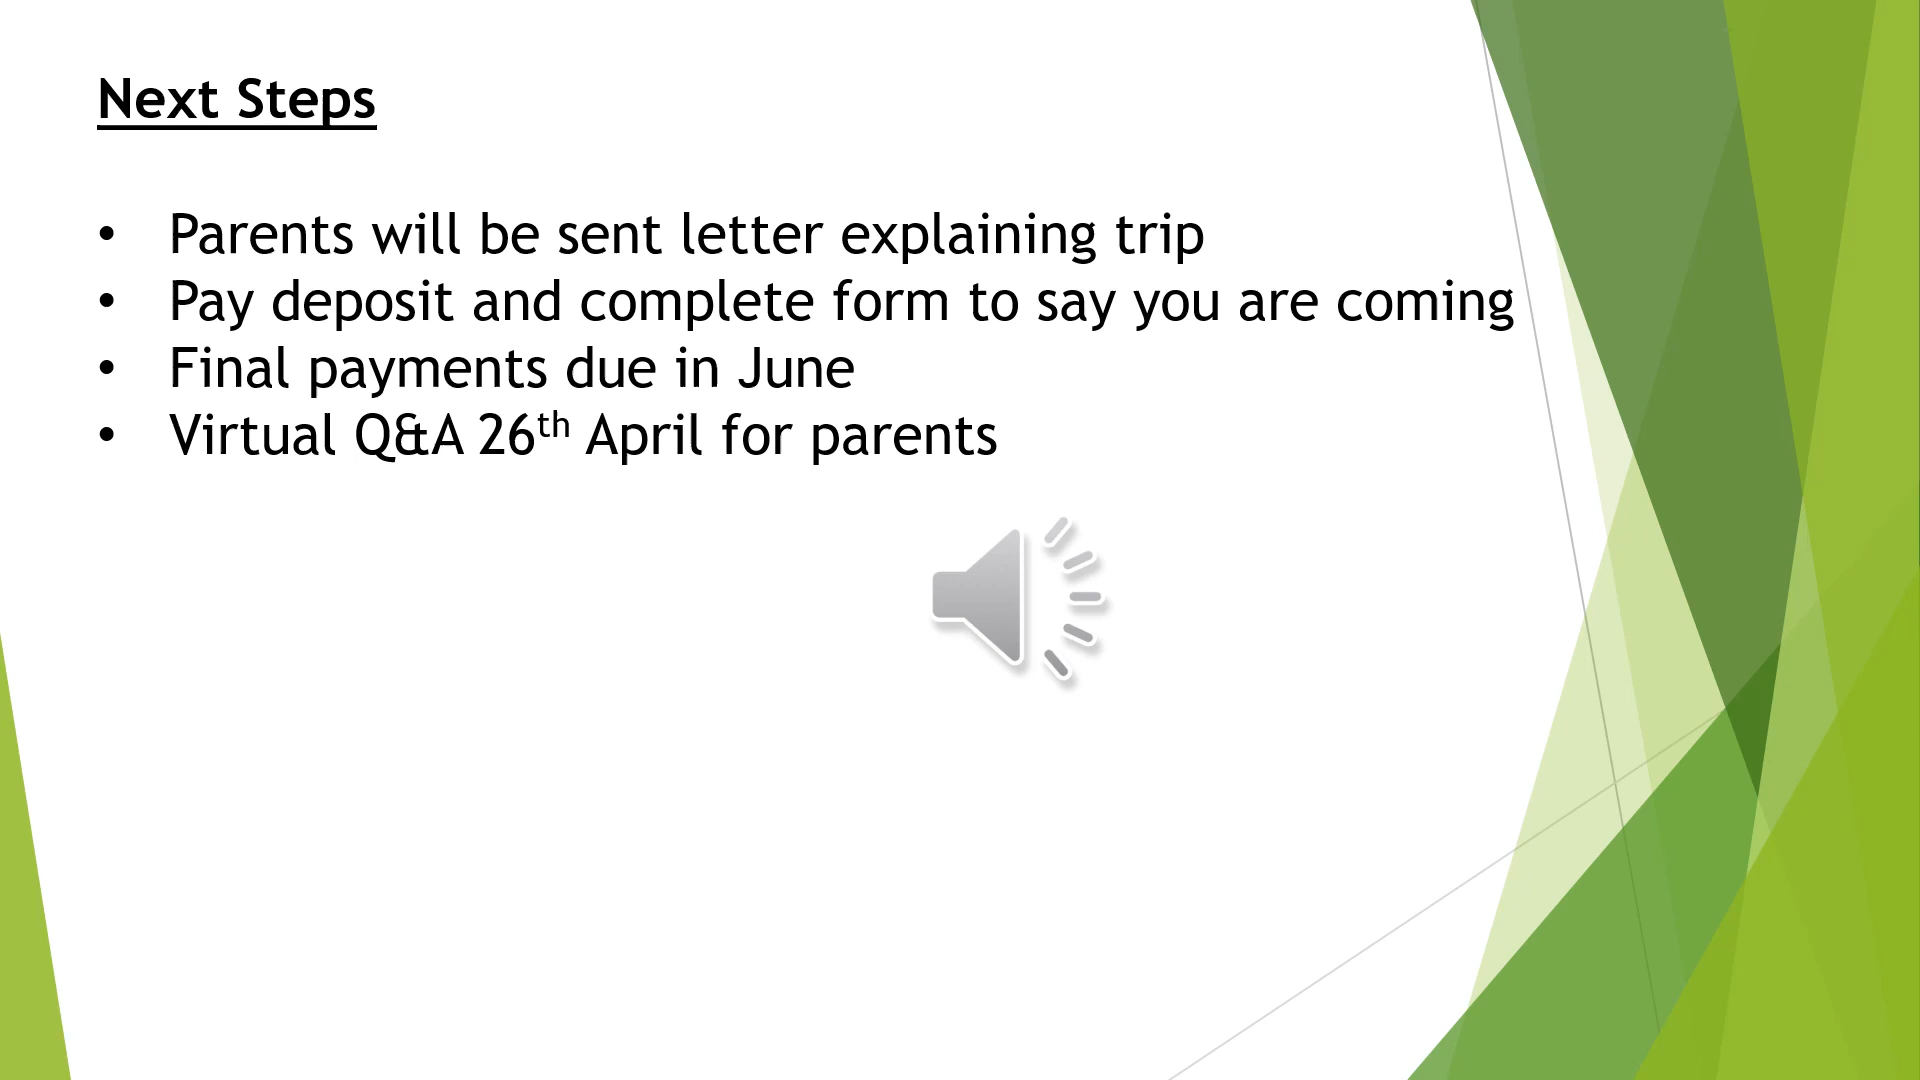 Next Steps
• Parents will be sent letter explaining trip
• Pay deposit and complete form to say you are coming
• Final payments due in June
• Virtual Q&A 26th April for parents